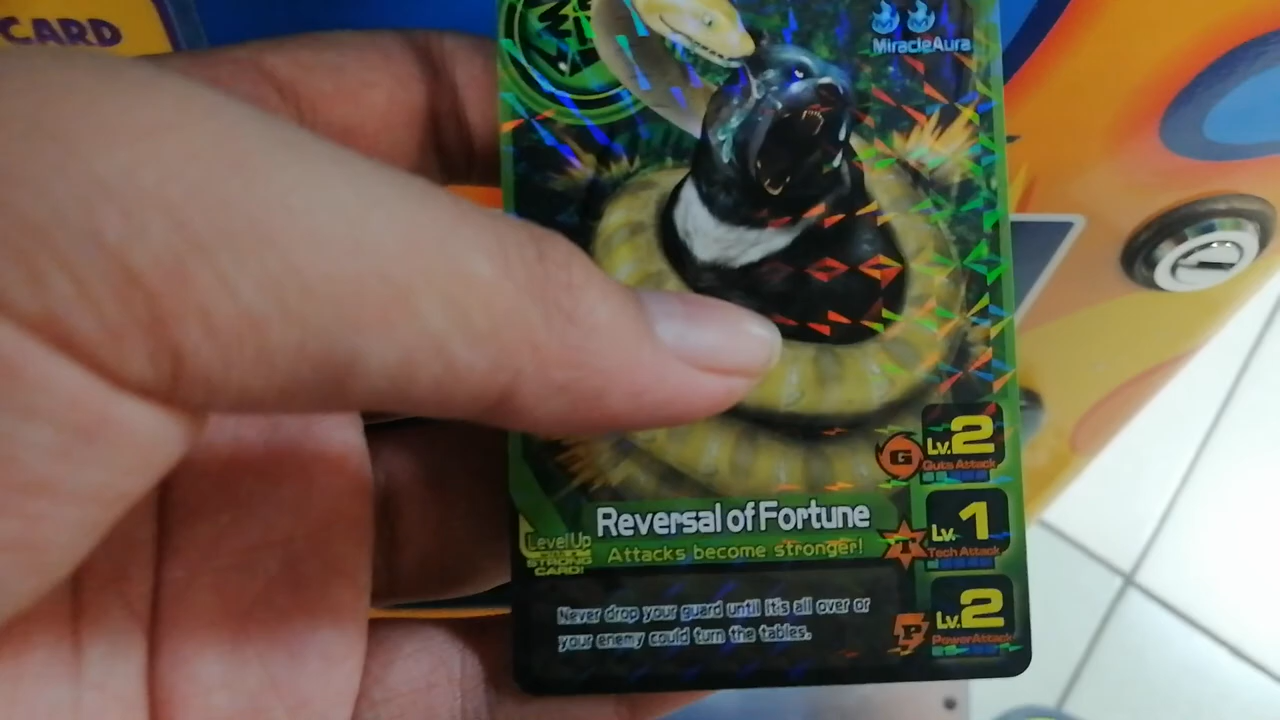 CARD
MiracleAura
Lv.2
G
Guts Attack
Reversal of Fortune
Lv.1
T
Tech Attack
Level Up
STRONG
CARD!
Attacks become stronger!
Never drop your guard until it's all over or
your enemy could turn the tables.
Lv.2
P
Power Attack